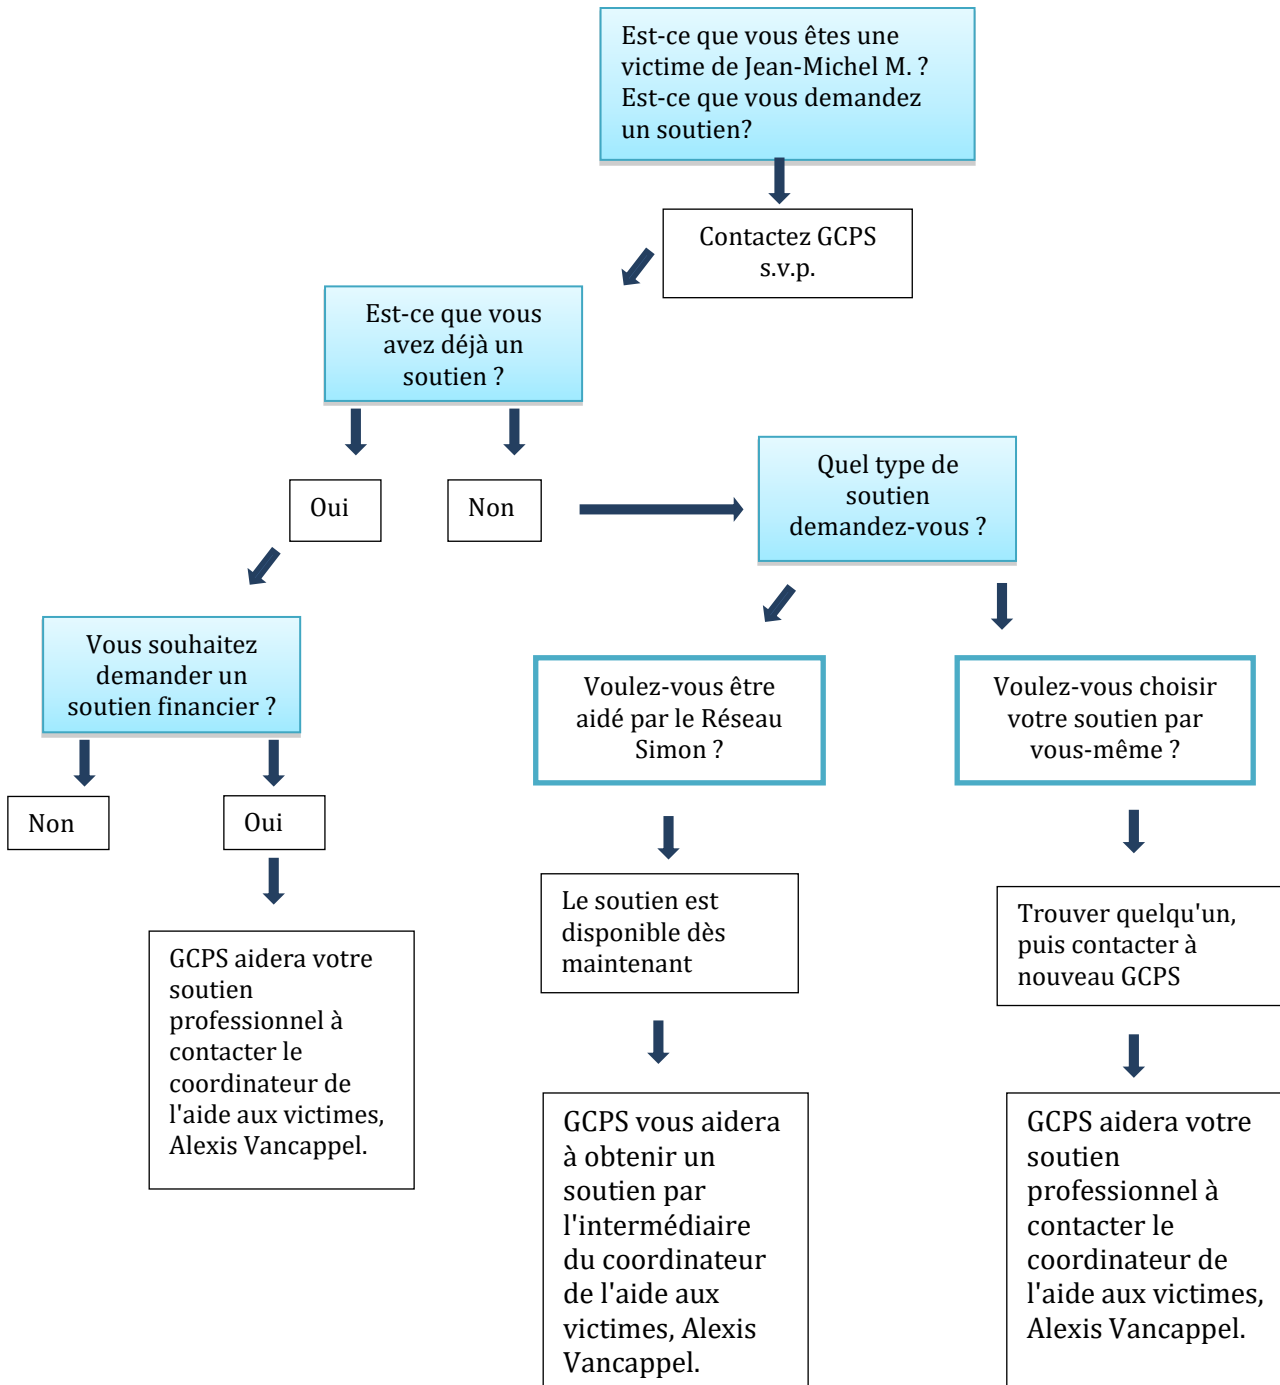 Est-ce que vous êtes une
victime de Jean-Michel M. ?
Est-ce que vous demandez
un soutien?
Contactez GCPS
s.v.p.
Est-ce que vous
avez déjà un
soutien ?
Oui
Non
Quel type de
soutien
demandez-vous ?
Vous souhaitez
demander un
soutien financier ?
Non
Oui
GCPS aidera votre
soutien
professionnel à
contacter le
coordinateur de
l'aide aux victimes,
Alexis Vancappel.
Voulez-vous être
aidé par le Réseau
Simon ?
Le soutien est
disponible dès
maintenant
GCPS vous aidera
à obtenir un
soutien par
l'intermédiaire
du coordinateur
de l'aide aux
victimes, Alexis
Vancappel.
Voulez-vous choisir
votre soutien par
vous-même ?
Trouver quelqu'un,
puis contacter à
nouveau GCPS
GCPS aidera votre
soutien
professionnel à
contacter le
coordinateur de
l'aide aux victimes,
Alexis Vancappel.